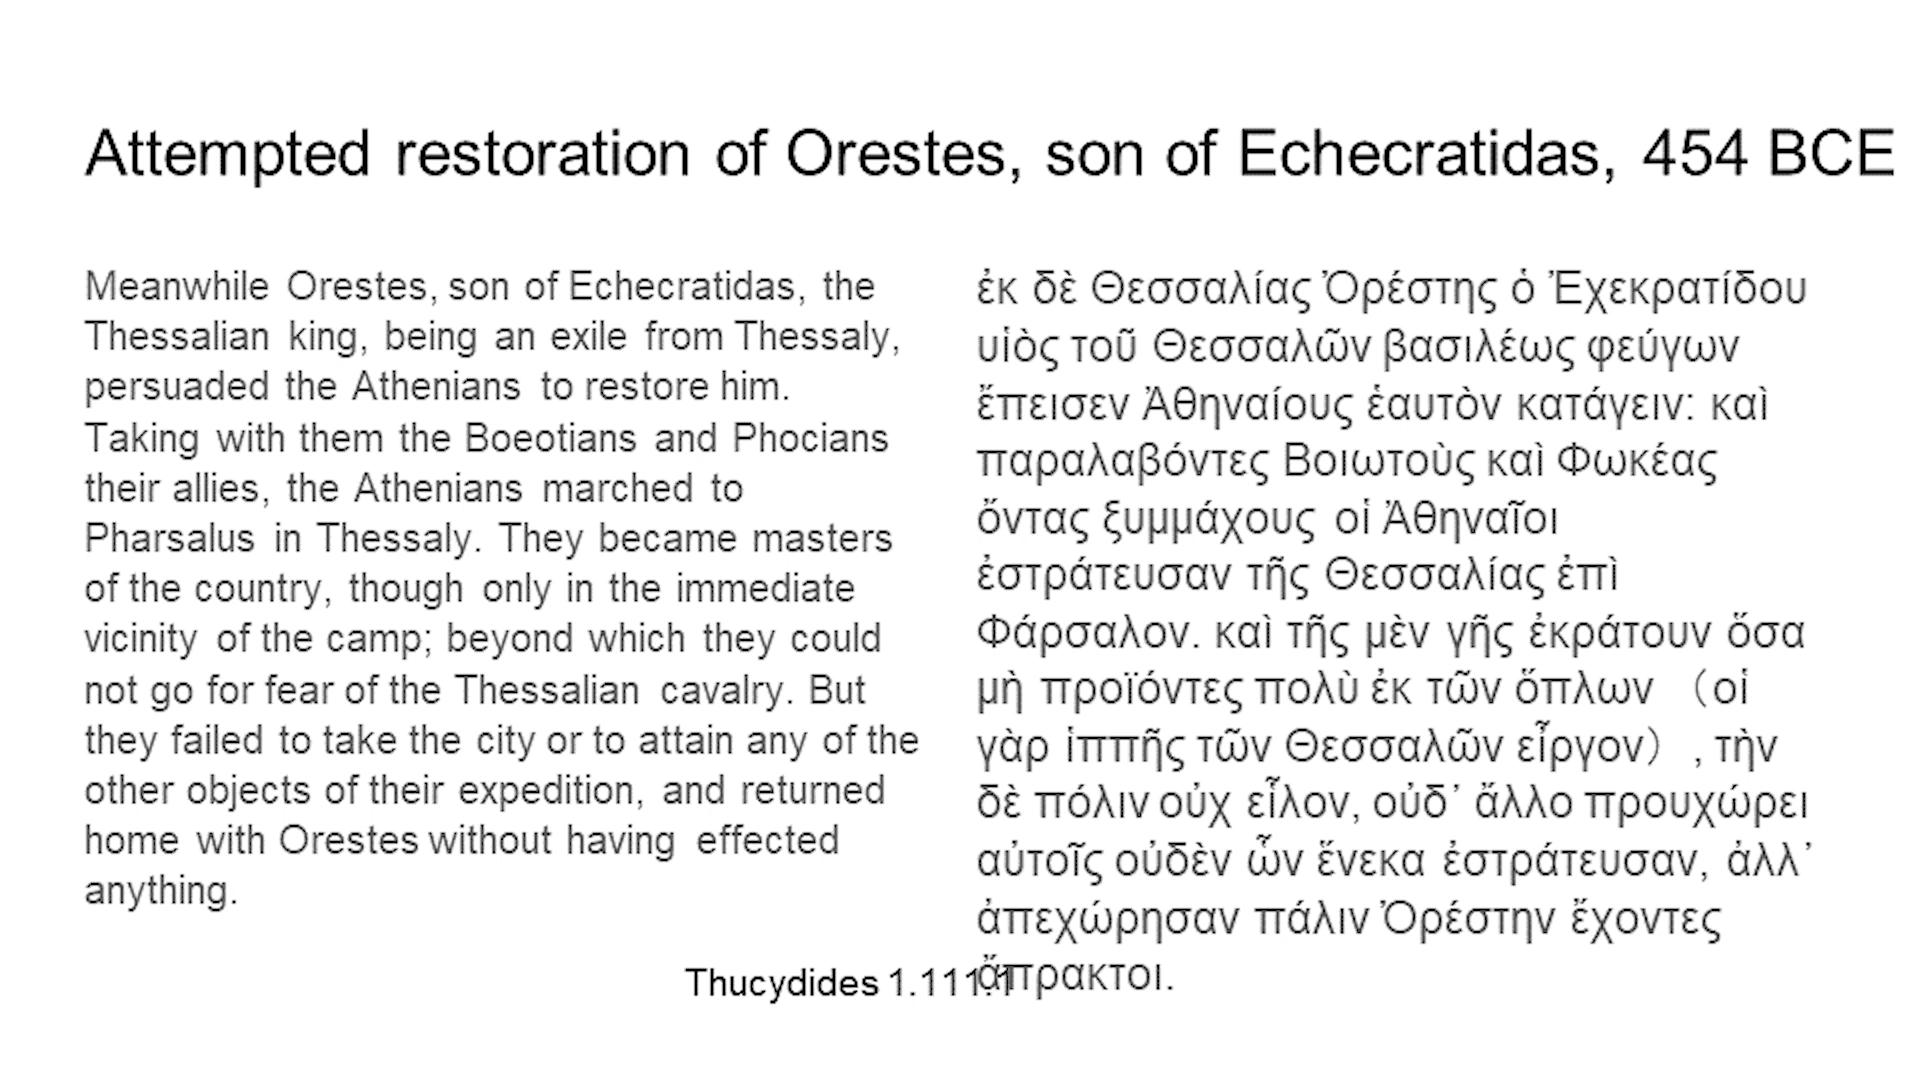 Attempted restoration of Orestes, son of Echecratidas, 454 BCE
Meanwhile Orestes, son of Echecratidas, the
Thessalian king, being an exile from Thessaly,
persuaded the Athenians to restore him.
Taking with them the Boeotians and Phocians
their allies, the Athenians marched to
Pharsalus in Thessaly. They became masters
of the country, though only in the immediate
vicinity of the camp; beyond which they could
not go for fear of the Thessalian cavalry. But
they failed to take the city or to attain any of the
other objects of their expedition, and returned
home with Orestes without having effected
anything.
ἐκ δὲ Θεσσαλίας Ὀρέστης ὁ Ἐχεκρατίδου
υἱὸς τοῦ Θεσσαλῶν βασιλέως φεύγων
ἔπεισεν Ἀθηναίους ἑαυτὸν κατάγειν: καὶ
παραλαβόντες Βοιωτοὺς καὶ Φωκέας
ὄντας ξυμμάχους οἱ Ἀθηναῖοι
ἐστράτευσαν τῆς Θεσσαλίας ἐπὶ
Φάρσαλον. καὶ τῆς μὲν γῆς ἐκράτουν ὅσα
μὴ προϊόντες πολὺ ἐκ τῶν ὅπλων （οἱ
γὰρ ἱππῆς τῶν Θεσσαλῶν εἶργον）, τὴν
δὲ πόλιν οὐχ εἷλον, οὐδ᾽ ἄλλο προυχώρει
αὐτοῖς οὐδὲν ὧν ἕνεκα ἐστράτευσαν, ἀλλ᾽
ἀπεχώρησαν πάλιν Ὀρέστην ἔχοντες
ἄπρακτοι.
Thucydides 1.111.1